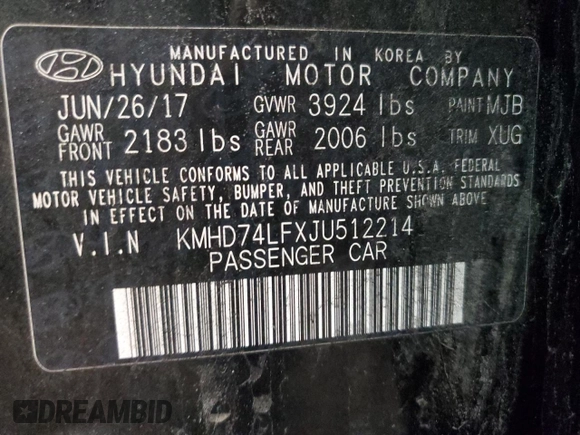 MANUFACTURED IN KOREA BY
HYUNDAI MOTOR COMPANY
JUN/26/17 GVWR 3924 lbs PAINT MJB
GAWR FRONT 2183 lbs GAWR REAR 2006 lbs TRIM XUG
THIS VEHICLE CONFORMS TO ALL APPLICABLE U.S.A. FEDERAL
MOTOR VEHICLE SAFETY, BUMPER, AND THEFT PREVENTION STANDARDS
IN EFFECT ON THE DATE OF MANUFACTURE SHOWN ABOVE
V.I.N KMHD74LFXJU512214
PASSENGER CAR
DREAMBID